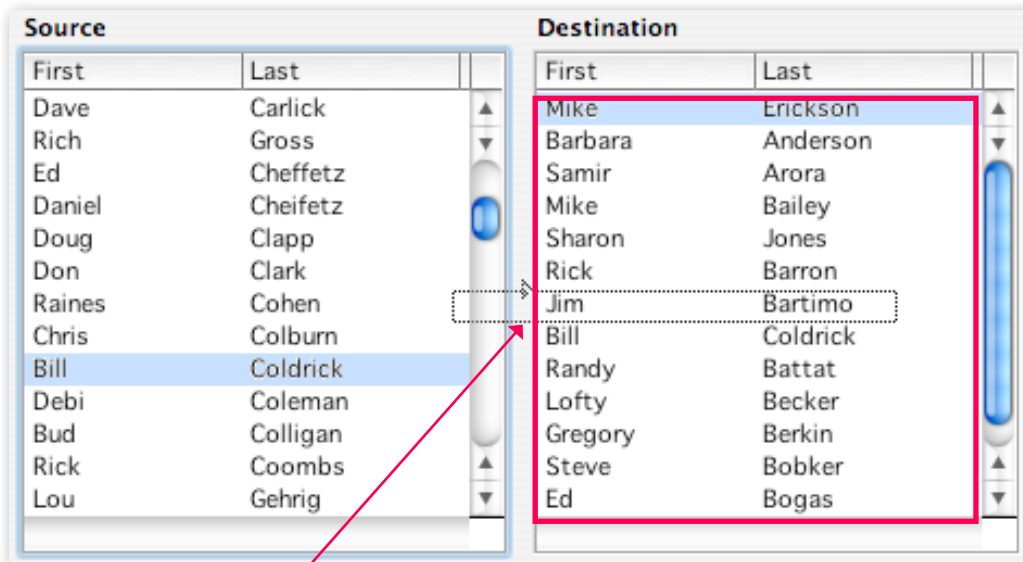 Source
First Last
Dave Carlick
Rich Gross
Ed Cheffetz
Daniel Cheifetz
Doug Clapp
Don Clark
Raines Cohen
Chris Colburn
Bill Coldrick
Debi Coleman
Bud Colligan
Rick Coombs
Lou Gehrig
Destination
First Last
Mike Erickson
Barbara Anderson
Samir Arora
Mike Bailey
Sharon Jones
Rick Barron
Jim Bartimo
Bill Coldrick
Randy Battat
Lofty Becker
Gregory Berkin
Steve Bobker
Ed Bogas